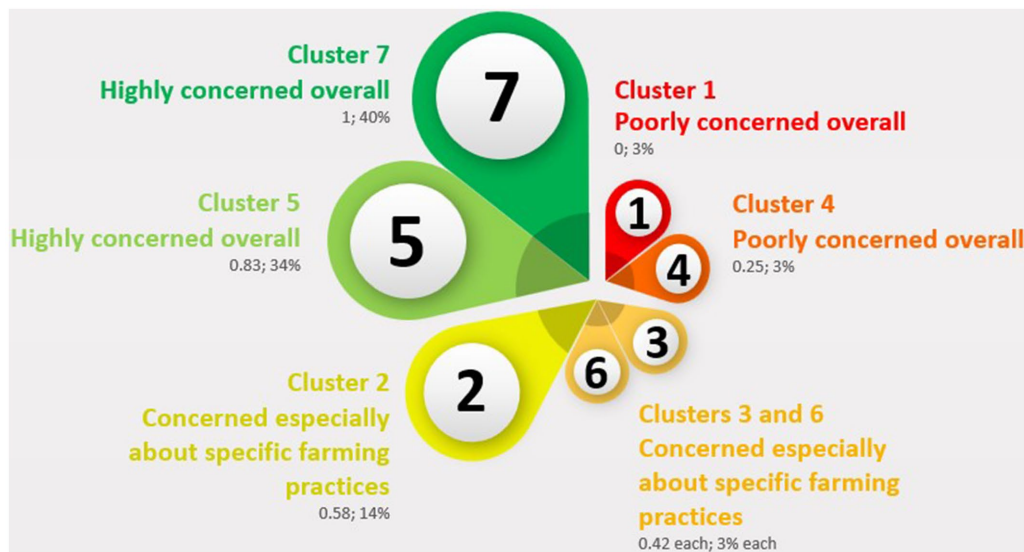 Cluster 7
Highly concerned overall
1; 40%
7
Cluster 1
Poorly concerned overall
0; 3%
1
Cluster 5
Highly concerned overall
0.83; 34%
5
Cluster 4
Poorly concerned overall
0.25; 3%
4
Cluster 2
Concerned especially
about specific farming
practices
0.58; 14%
2
6
3
Clusters 3 and 6
Concerned especially
about specific farming
practices
0.42 each; 3% each